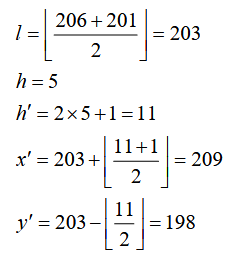 l = ⌊(206+201)/2⌋ = 203
h = 5
h′ = 2×5+1 = 11
x′ = 203+⌊(11+1)/2⌋ = 209
y′ = 203−⌊11/2⌋ = 198